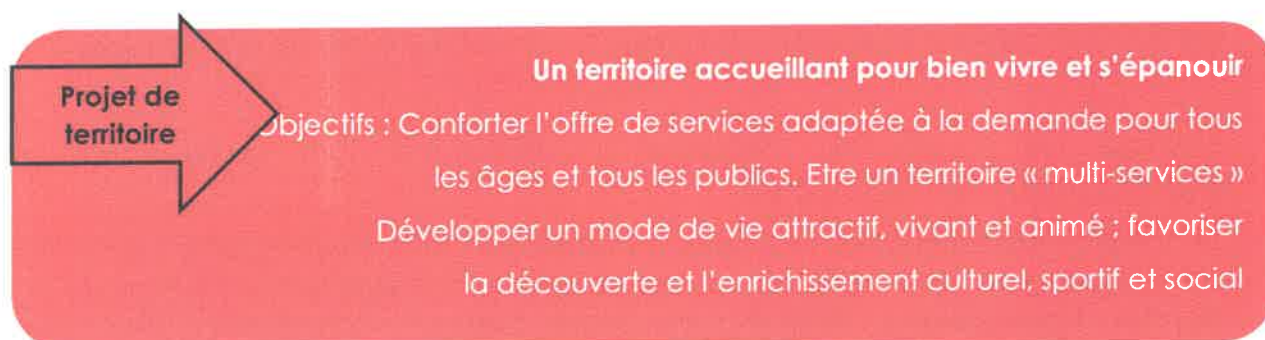 Projet de
territoire
Un territoire accueillant pour bien vivre et s'épanouir
Objectifs : Conforter l'offre de services adaptée à la demande pour tous
les âges et tous les publics. Etre un territoire « multi-services »
Développer un mode de vie attractif, vivant et animé ; favoriser
la découverte et l'enrichissement culturel, sportif et social